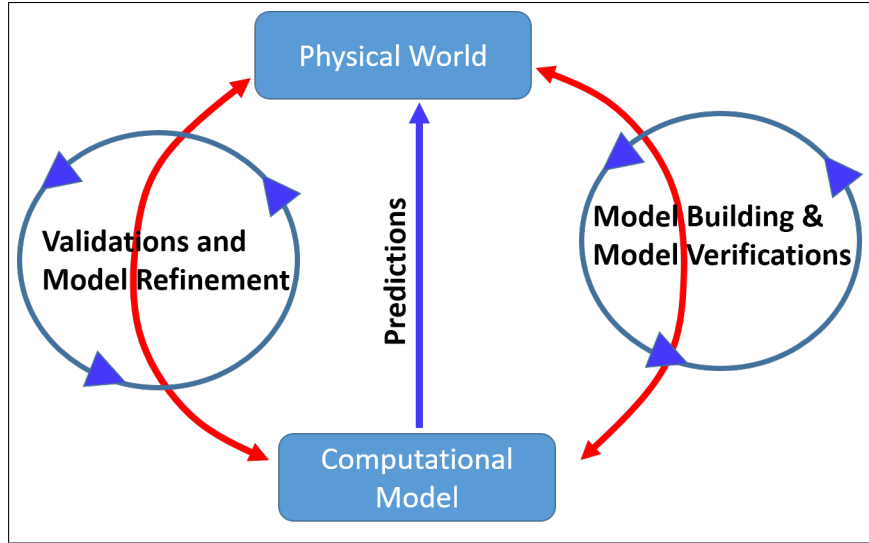 Physical World
Validations and
Model Refinement
Predictions
Model Building &
Model Verifications
Computational
Model